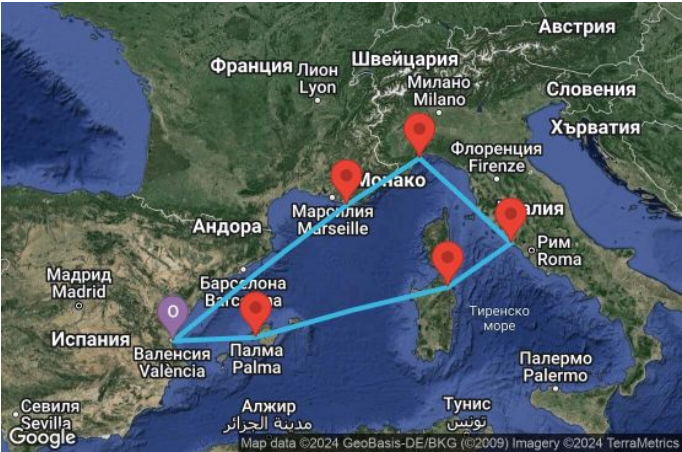 Австрия
Швейцария
Франция
Лион
Lyon
Милано
Milano
Словения
Хърватия
Флоренция
Firenze
Монако
Марсилия
Marseille
Андора
Рим
Roma
Мадрид
Madrid
Барселона
O
Тиренско
море
Испания
Валенсия
València
Палма
Palma
Палермо
Palermo
Севиля
Sevilla
Алжир
مدينة الجزائر
Тунис
تونس
Google
Map data ©2024 GeoBasis-DE/BKG (©2009) Imagery ©2024 TerraMetrics